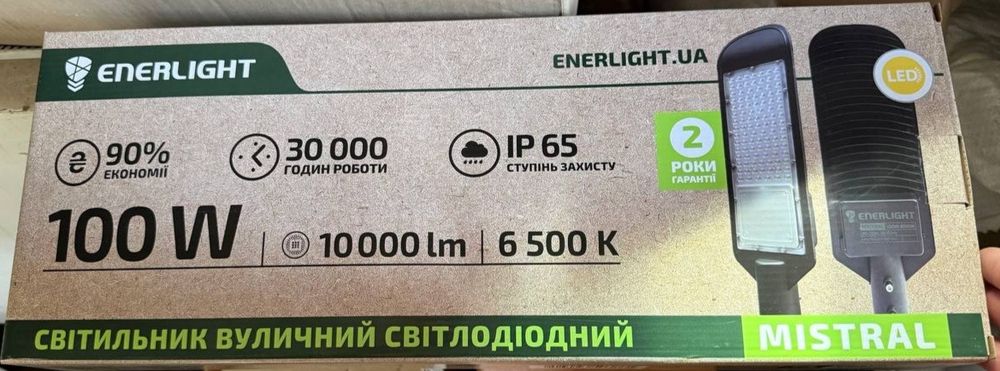 ENERLIGHT
ENERLIGHT.UA
LED
₴ 90%
ЕКОНОМІЇ
30 000
ГОДИН РОБОТИ
IP 65
СТУПІНЬ ЗАХИСТУ
2
РОКИ
ГАРАНТІЇ
100 W
10 000 lm
6 500 K
ENERLIGHT
СВІТИЛЬНИК ВУЛИЧНИЙ СВІТЛОДІОДНИЙ
MISTRAL